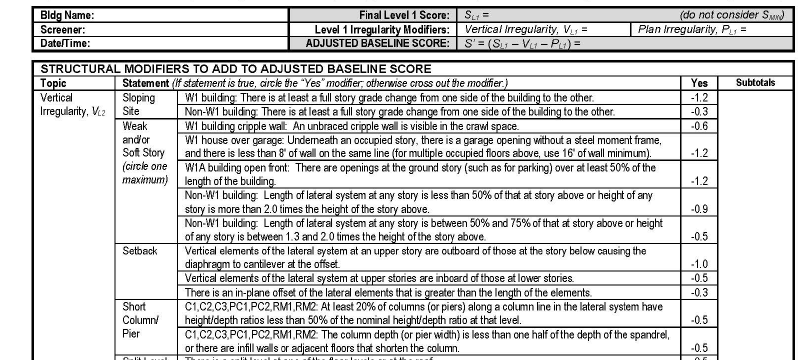 Bldg Name: Final Level 1 Score: SL1 = (do not consider SMIN)
Screener: Level 1 Irregularity Modifiers: Vertical Irregularity, VL1 = Plan Irregularity, PL1 =
Date/Time: ADJUSTED BASELINE SCORE: S' = (SL1 – VL1 – PL1) =
STRUCTURAL MODIFIERS TO ADD TO ADJUSTED BASELINE SCORE
Topic Statement (If statement is true, circle the "Yes" modifier; otherwise cross out the modifier.) Yes Subtotals
Vertical Sloping W1 building: There is at least a full story grade change from one side of the building to the other. -1.2
Irregularity, VL2 Site Non-W1 building: There is at least a full story grade change from one side of the building to the other. -0.3
Weak W1 building cripple wall: An unbraced cripple wall is visible in the crawl space. -0.6
and/or W1 house over garage: Underneath an occupied story, there is a garage opening without a steel moment frame,
Soft Story and there is less than 8' of wall on the same line (for multiple occupied floors above, use 16' of wall minimum). -1.2
(circle one W1A building open front: There are openings at the ground story (such as for parking) over at least 50% of the
maximum) length of the building. -1.2
Non-W1 building: Length of lateral system at any story is less than 50% of that at story above or height of any
story is more than 2.0 times the height of the story above. -0.9
Non-W1 building: Length of lateral system at any story is between 50% and 75% of that at story above or height
of any story is between 1.3 and 2.0 times the height of the story above. -0.5
Setback Vertical elements of the lateral system at an upper story are outboard of those at the story below causing the
diaphragm to cantilever at the offset. -1.0
Vertical elements of the lateral system at upper stories are inboard of those at lower stories. -0.5
There is an in-plane offset of the lateral elements that is greater than the length of the elements. -0.3
Short C1,C2,C3,PC1,PC2,RM1,RM2: At least 20% of columns (or piers) along a column line in the lateral system have
Column/ height/depth ratios less than 50% of the nominal height/depth ratio at that level. -0.5
Pier C1,C2,C3,PC1,PC2,RM1,RM2: The column depth (or pier width) is less than one half of the depth of the spandrel,
or there are infill walls or adjacent floors that shorten the column. -0.5